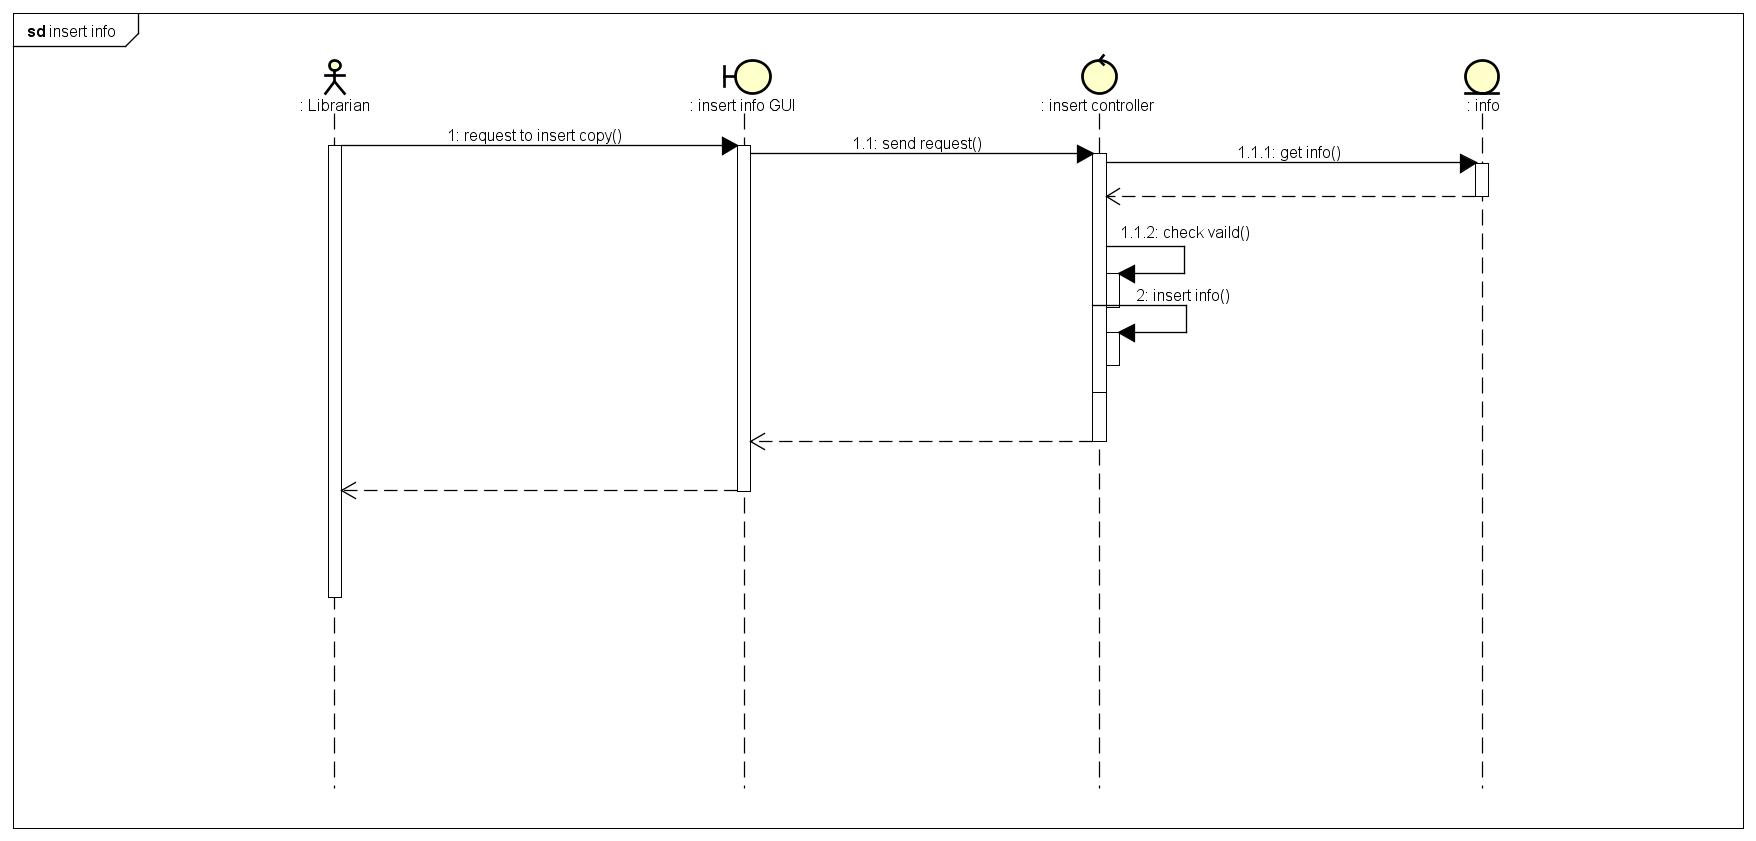 sd insert info
: Librarian
: insert info GUI
: insert controller
: info
1: request to insert copy()
1.1: send request()
1.1.1: get info()
1.1.2: check vaild()
2: insert info()